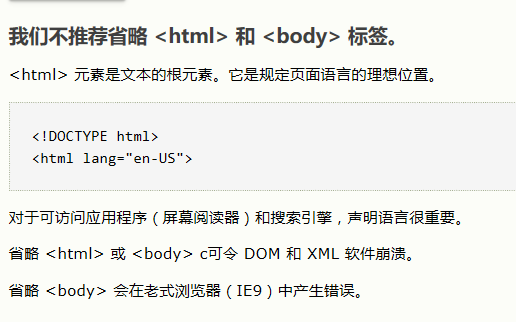 我们不推荐省略 <html> 和 <body> 标签。
<html> 元素是文本的根元素。它是规定页面语言的理想位置。
<!DOCTYPE html>
<html lang="en-US">
对于可访问应用程序（屏幕阅读器）和搜索引擎，声明语言很重要。
省略 <html> 或 <body> c可令 DOM 和 XML 软件崩溃。
省略 <body> 会在老式浏览器（IE9）中产生错误。